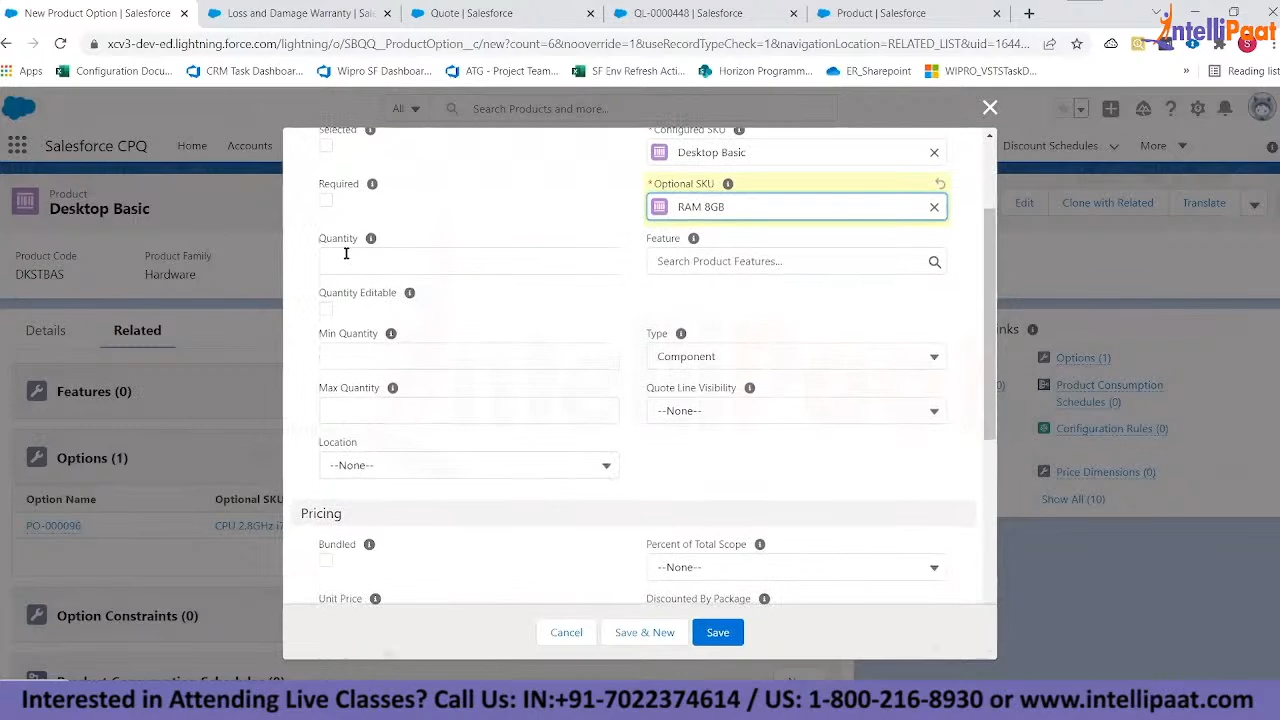 New Product Option | Salesforce
Loss and Damage Warranty | Sal
Quote | Salesforce
QL-0000448 | Salesforce
Product | Salesforce
IntelliPaat
xcv3-dev-ed.lightning.force.com/lightning/o/SBQQ__ProductOptio
override=1&useRecordTyp
=1&navigationLocation=RELATED_LIST&uid=1644...
Apps
Configuration Docu...
CRM Task Dashboar...
Wipro SF Dashboard...
ATG - Project Team...
SF Env Refresh Acti...
Horizon Programm...
ER_Sharepoint
WIPRO_VSTSTaskD...
»
Reading list
All
Search Products and more...
Salesforce CPQ
Home
Accounts
Discount Schedules
More
Product
Desktop Basic
Edit
Clone with Related
Translate
Product Code
Product Family
DKSTBAS
Hardware
Details
Related
Features (0)
Options (1)
Option Name
Optional SKU
PO-000096
CPU 2.8GHz i7
Option Constraints (0)
Selected
*Configured SKU
Desktop Basic
Required
*Optional SKU
RAM 8GB
Quantity
Feature
Search Product Features...
Quantity Editable
Min Quantity
Type
Component
Max Quantity
Quote Line Visibility
--None--
Location
--None--
Pricing
Bundled
Percent of Total Scope
--None--
Unit Price
Discounted By Package
Cancel
Save & New
Save
inks
Options (1)
Product Consumption
Schedules (0)
Configuration Rules (0)
Price Dimensions (0)
Show All (10)
Interested in Attending Live Classes? Call Us: IN:+91-7022374614 / US: 1-800-216-8930 or www.intellipaat.com